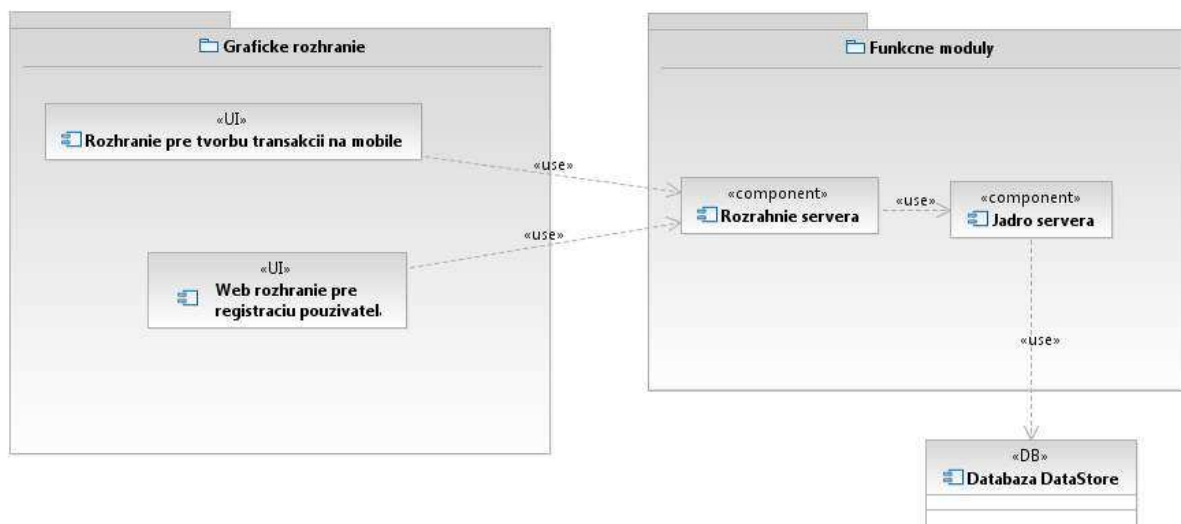 Graficke rozhranie
«UI»
Rozhranie pre tvorbu transakcii na mobile
«use»
«use»
«UI»
Web rozhranie pre
registraciu pouzivatel
Funkcne moduly
«component»
Rozrahnie servera
«use»
«component»
Jadro servera
«use»
«DB»
Databaza DataStore